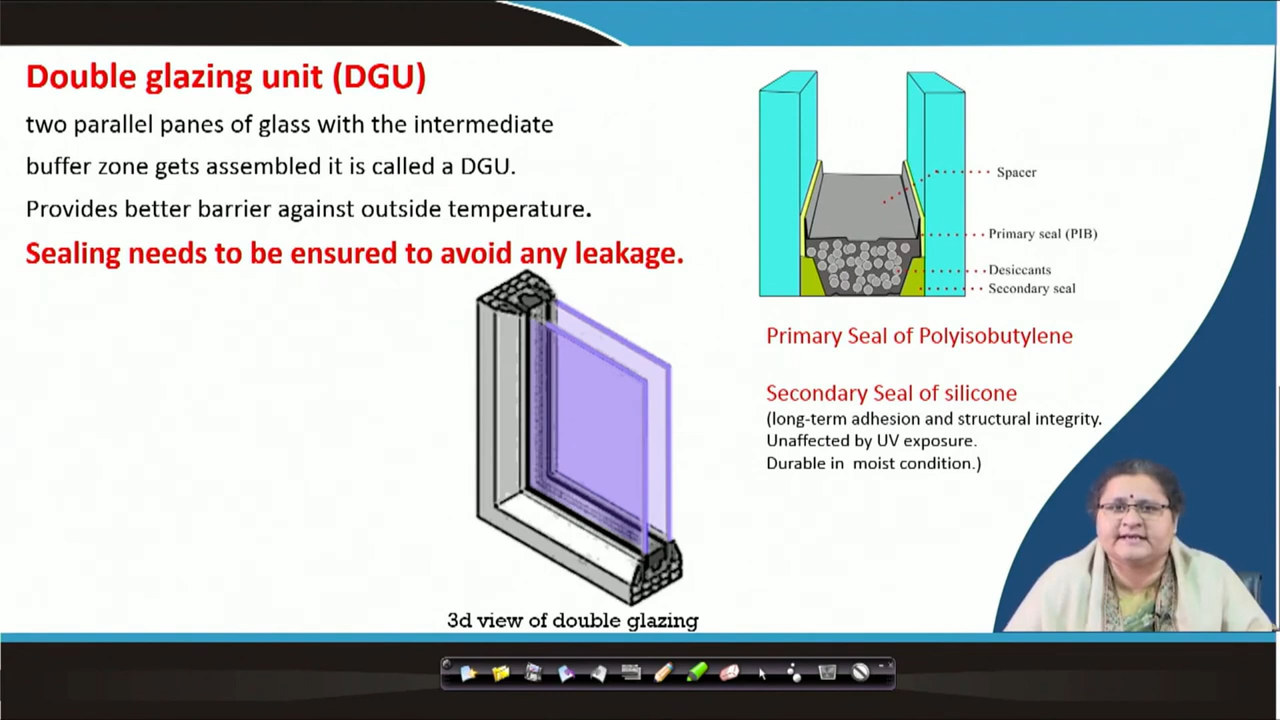 Double glazing unit (DGU)
two parallel panes of glass with the intermediate
buffer zone gets assembled it is called a DGU.
Provides better barrier against outside temperature.
Sealing needs to be ensured to avoid any leakage.
3d view of double glazing
Spacer
Primary seal (PIB)
Desiccants
Secondary seal
Primary Seal of Polyisobutylene
Secondary Seal of silicone
(long-term adhesion and structural integrity.
Unaffected by UV exposure.
Durable in  moist condition.)